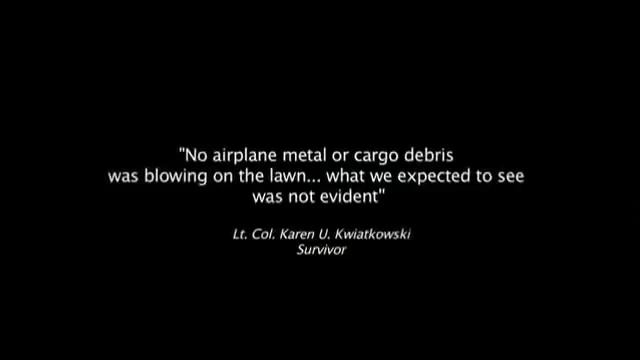 "No airplane metal or cargo debris
was blowing on the lawn... what we expected to see
was not evident"
Lt. Col. Karen U. Kwiatkowski
Survivor